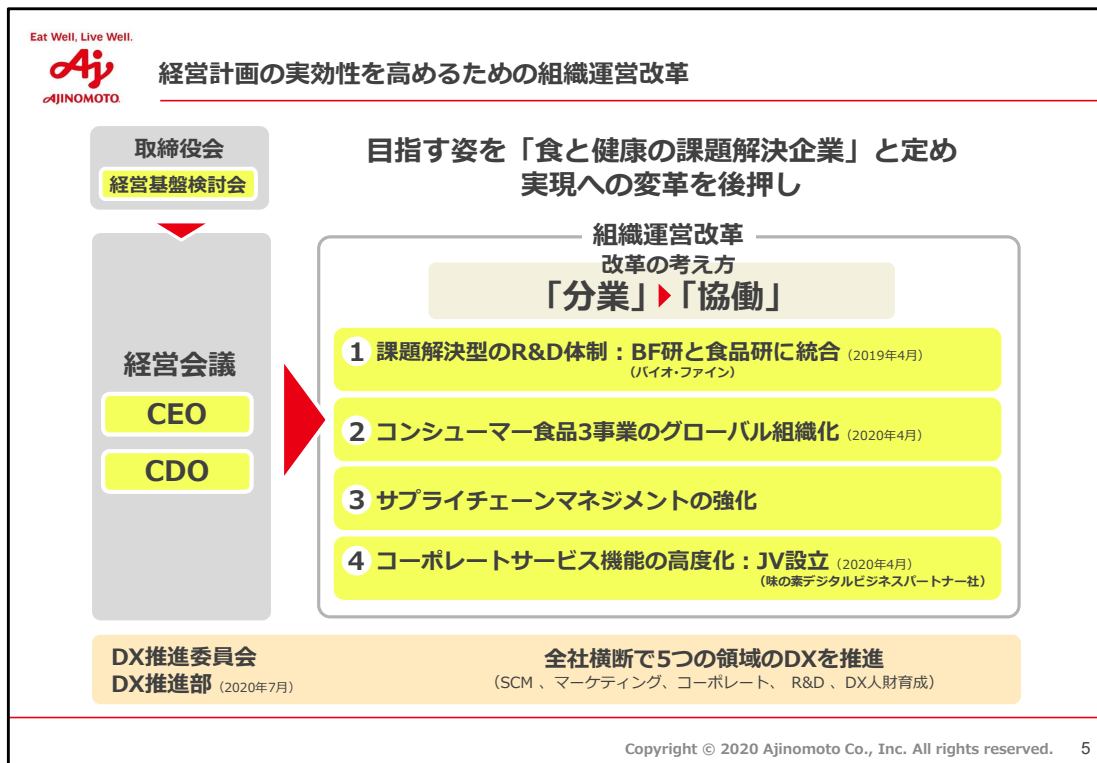 Eat Well, Live Well.
Aj
AJINOMOTO
経営計画の実効性を高めるための組織運営改革
取締役会
経営基盤検討会
目指す姿を「食と健康の課題解決企業」と定め
実現への変革を後押し
経営会議
CEO
CDO
組織運営改革
改革の考え方
「分業」▶「協働」
① 課題解決型のR&D体制：BF研と食品研に統合（2019年4月）
（バイオ・ファイン）
② コンシューマー食品3事業のグローバル組織化（2020年4月）
③ サプライチェーンマネジメントの強化
④ コーポレートサービス機能の高度化：JV設立（2020年4月）
（味の素デジタルビジネスパートナー社）
DX推進委員会
DX推進部（2020年7月）
全社横断で5つの領域のDXを推進
（SCM 、マーケティング、コーポレート、 R&D 、DX人財育成）
Copyright © 2020 Ajinomoto Co., Inc. All rights reserved. 5